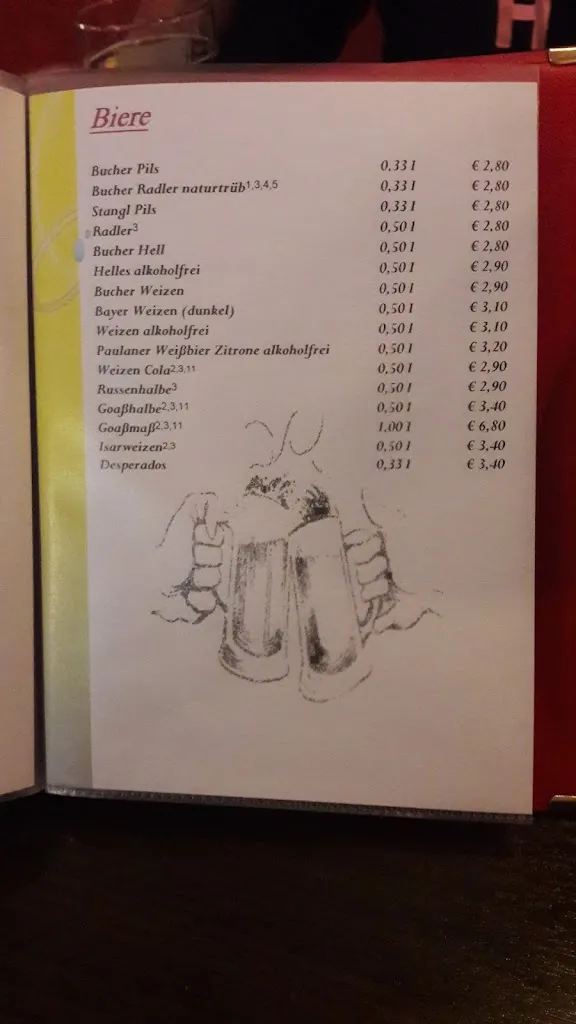 H
Biere
Bucher Pils 0,33 l € 2,80
Bucher Radler naturtrüb1,3,4,5 0,33 l € 2,80
Stangl Pils 0,33 l € 2,80
Radler3 0,50 l € 2,80
Bucher Hell 0,50 l € 2,80
Helles alkoholfrei 0,50 l € 2,90
Bucher Weizen 0,50 l € 2,90
Bayer Weizen (dunkel) 0,50 l € 3,10
Weizen alkoholfrei 0,50 l € 3,10
Paulaner Weißbier Zitrone alkoholfrei 0,50 l € 3,20
Weizen Cola2,3,11 0,50 l € 2,90
Russenhalbe3 0,50 l € 2,90
Goaßhalbe2,3,11 0,50 l € 3,40
Goaßmaß2,3,11 1,00 l € 6,80
Isarweizen2,3 0,50 l € 3,40
Desperados 0,33 l € 3,40